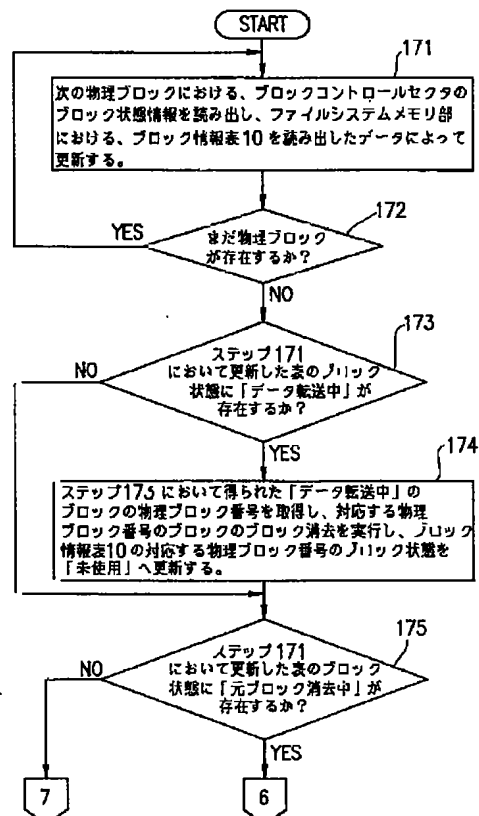 START
171
次の物理ブロックにおける、ブロックコントロールセクタの
ブロック状態情報を読み出し、ファイルシステムメモリ部
における、ブロック情報表10を読み出したデータによって
更新する。
172
YES
まだ物理ブロック
が存在するか?
NO
173
NO
ステップ171
において更新した表のブロック
状態に「データ転送中」が
存在するか?
YES
174
ステップ173において得られた「データ転送中」の
ブロックの物理ブロック番号を取得し、対応する物理
ブロック番号のブロックのブロック消去を実行し、ブロック
情報表10の対応する物理ブロック番号のブロック状態を
「未使用」へ更新する。
175
NO
ステップ171
において更新した表のブロック
状態に「元ブロック消去中」が
存在するか?
YES
7
6